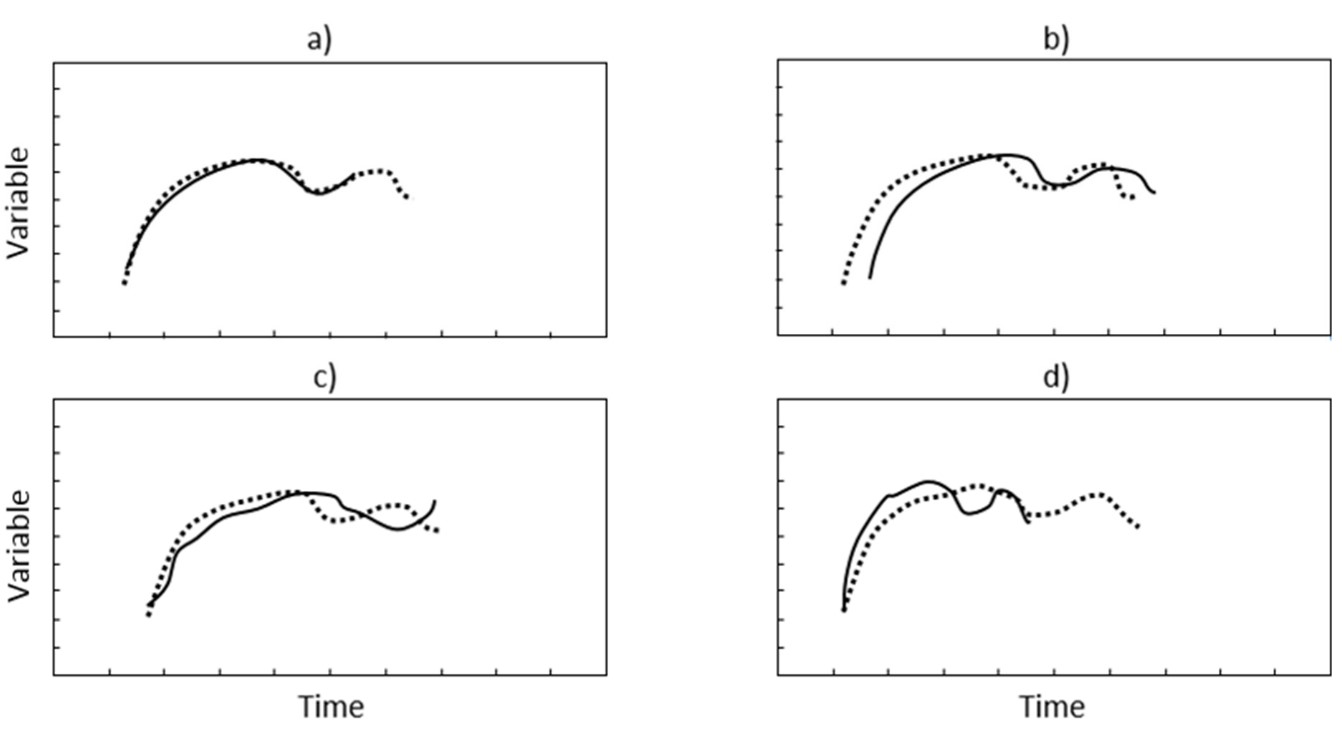 a)
b)
Variable
c)
d)
Variable
Time
Time